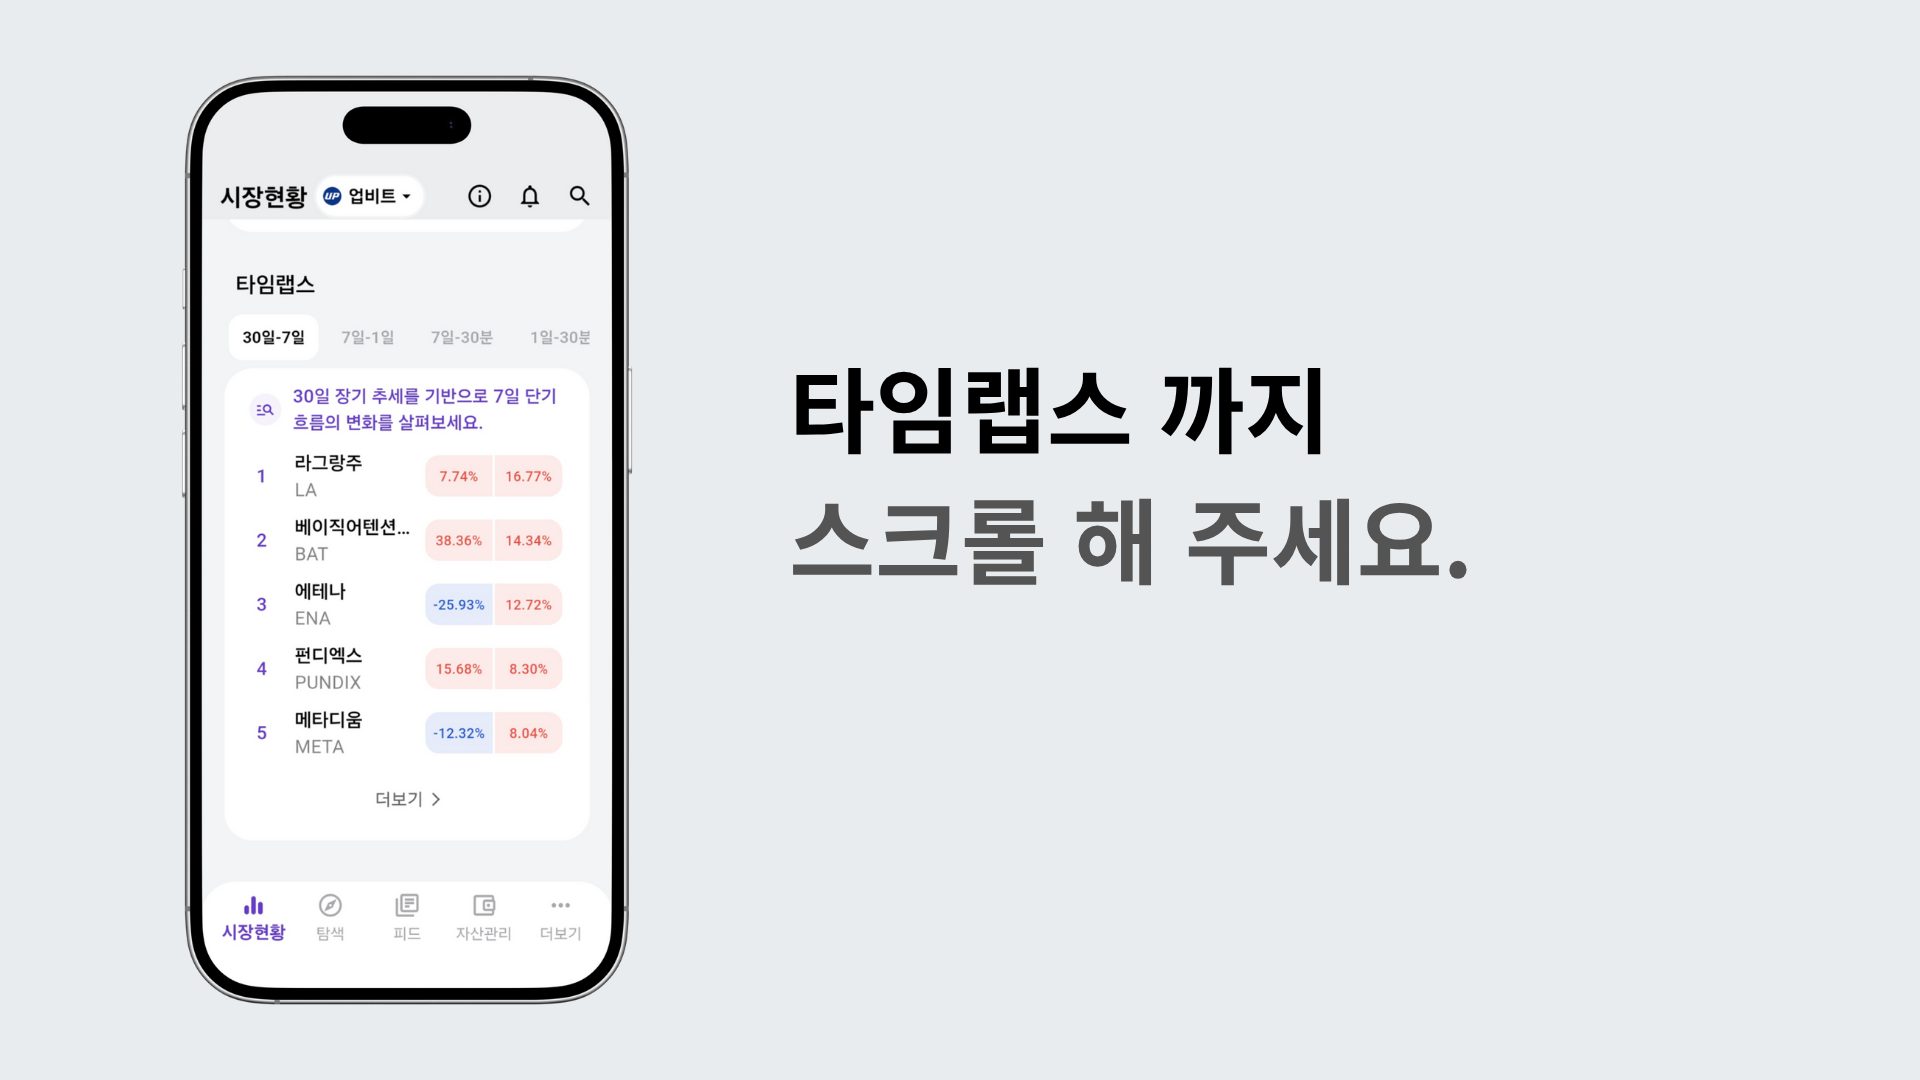 시장현황 UP 업비트
타임랩스
30일-7일 7일-1일 7일-30분 1일-30분
30일 장기 추세를 기반으로 7일 단기
흐름의 변화를 살펴보세요.
1 라그랑주 7.74% 16.77%
LA
2 베이직어텐션... 38.36% 14.34%
BAT
3 에테나 -25.93% 12.72%
ENA
4 펀디엑스 15.68% 8.30%
PUNDIX
5 메타디움 -12.32% 8.04%
META
더보기
시장현황 탐색 피드 자산관리 더보기
타임랩스 까지
스크롤 해 주세요.